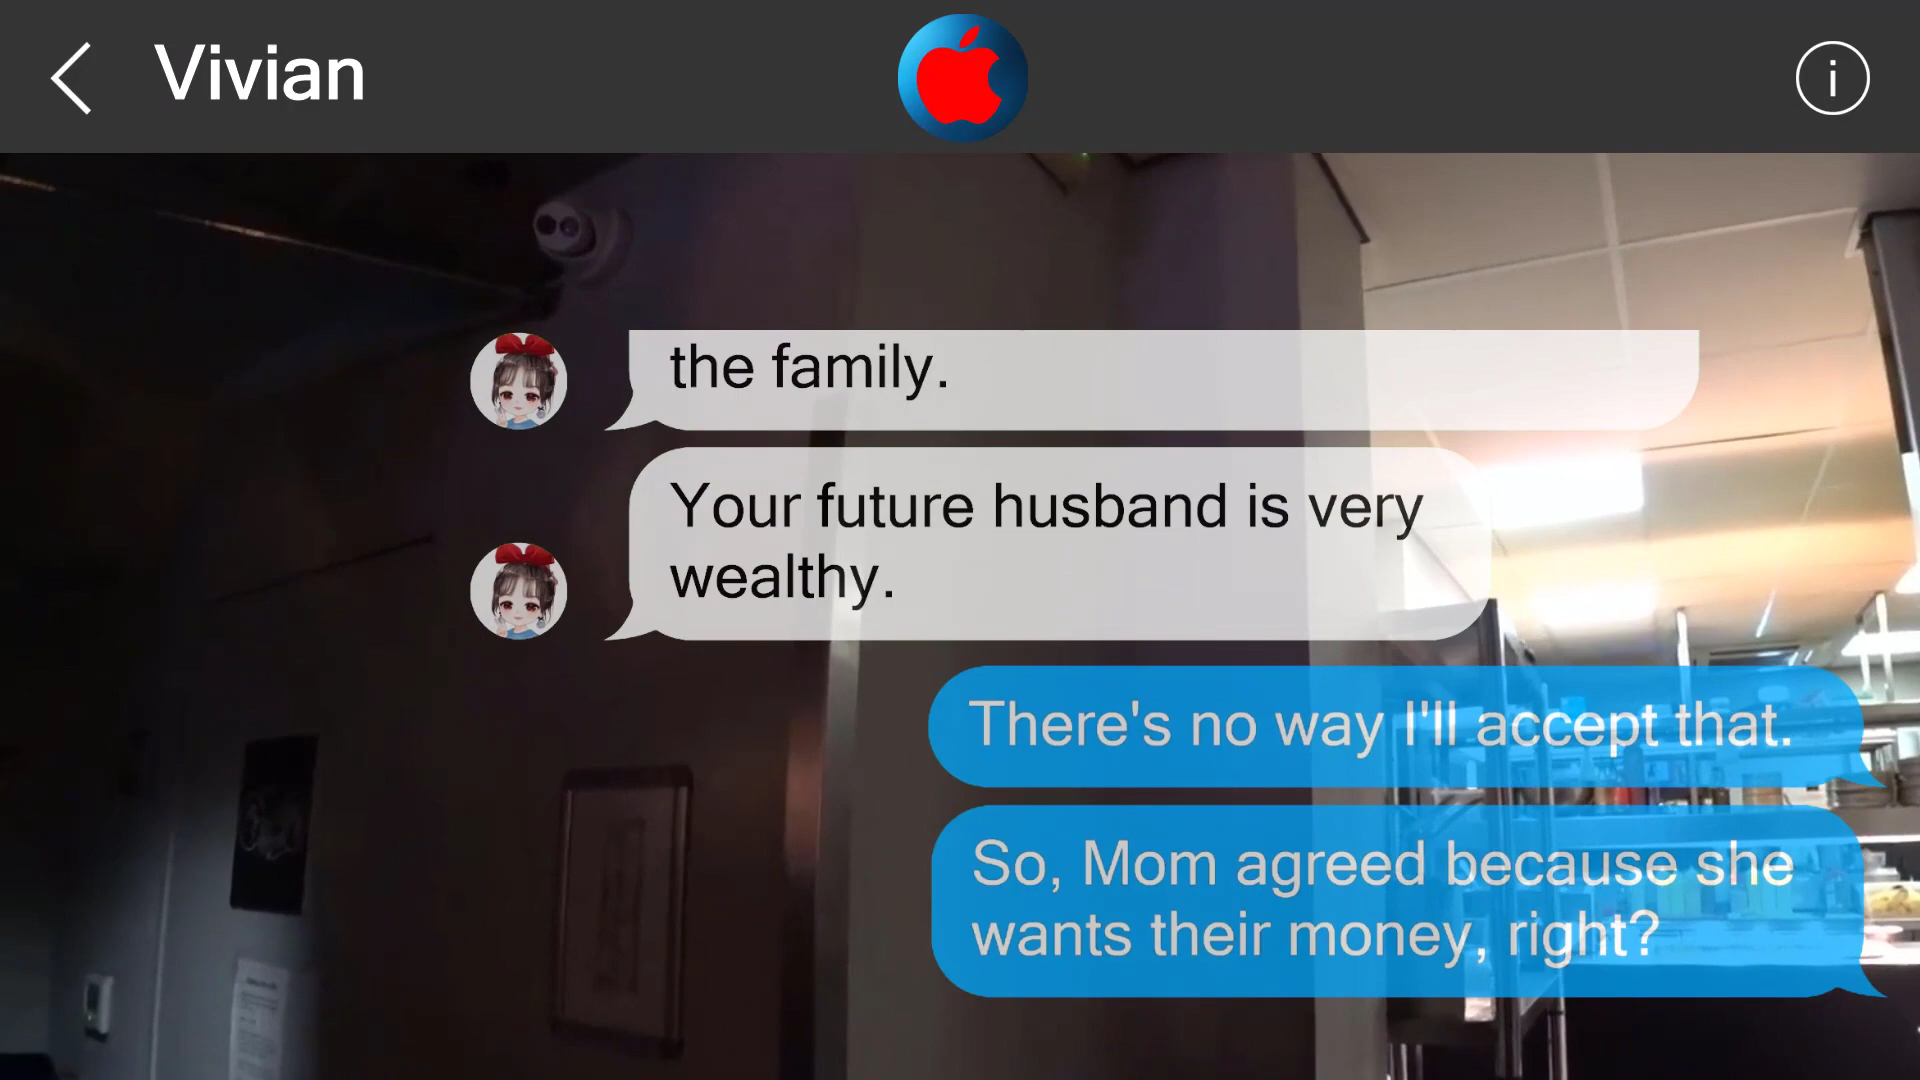 Vivian
i
the family.
Your future husband is very
wealthy.
There's no way I'll accept that.
So, Mom agreed because she
wants their money, right?